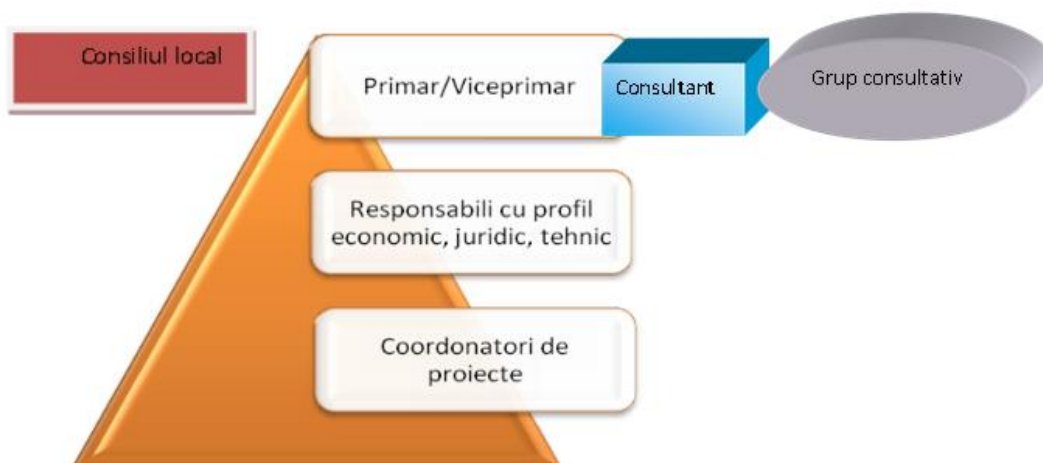 Consiliul local
Primar/Viceprimar
Consultant
Grup consultativ
Responsabili cu profil
economic, juridic, tehnic
Coordonatori de
proiecte